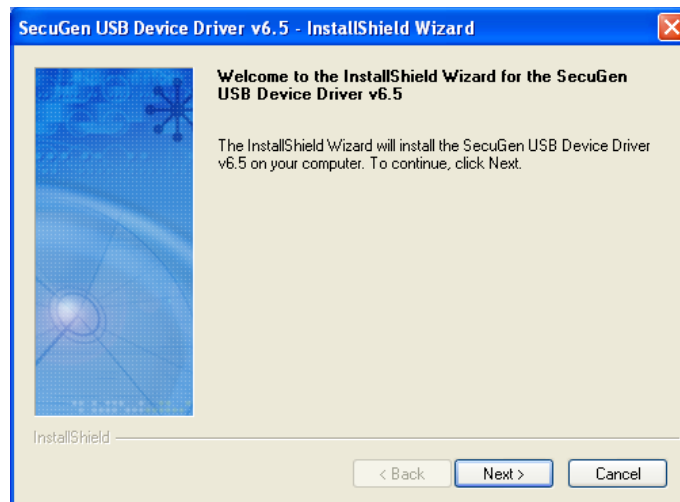 SecuGen USB Device Driver v6.5 - InstallShield Wizard
Welcome to the InstallShield Wizard for the SecuGen
USB Device Driver v6.5
The InstallShield Wizard will install the SecuGen USB Device Driver
v6.5 on your computer. To continue, click Next.
InstallShield
< Back
Next >
Cancel